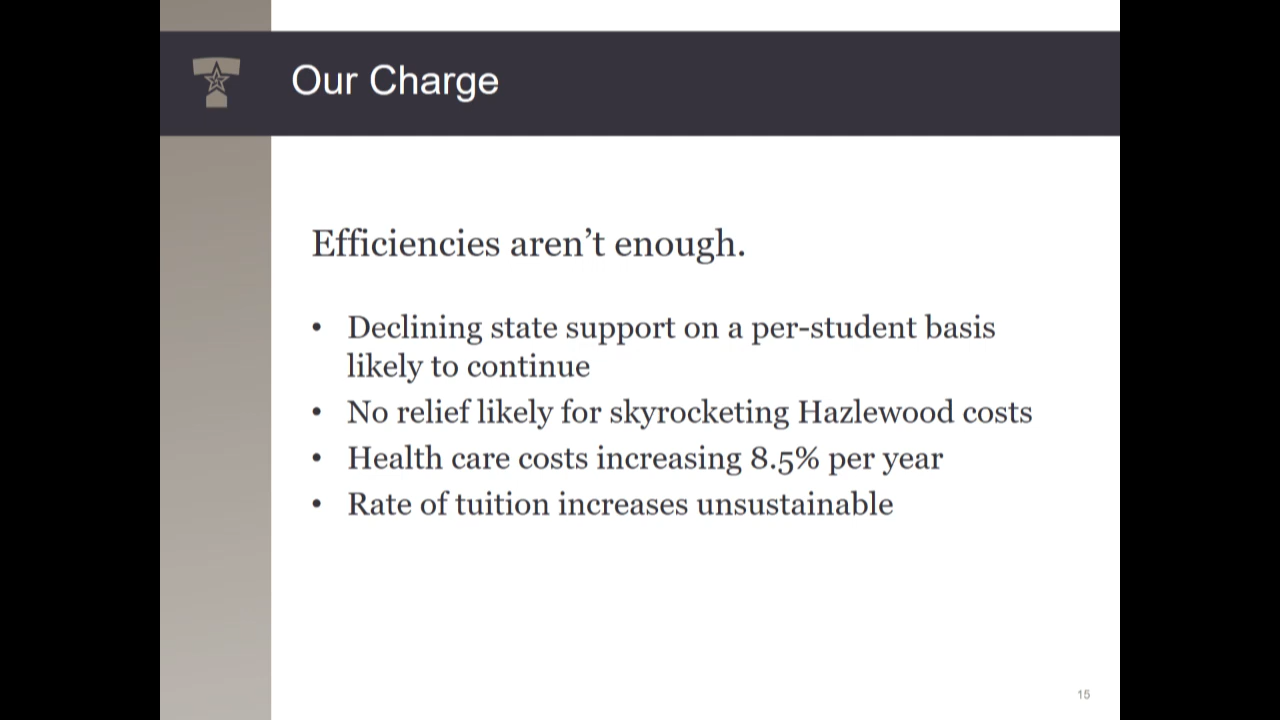 Our Charge
Efficiencies aren’t enough.
• Declining state support on a per-student basis
likely to continue
• No relief likely for skyrocketing Hazlewood costs
• Health care costs increasing 8.5% per year
• Rate of tuition increases unsustainable
15